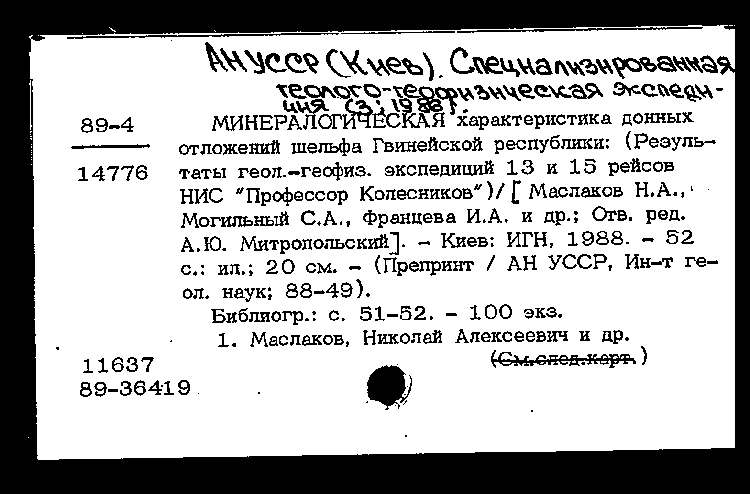 АН УССР (Киев). Специализированная
геолого-геофизическая экспеди-
ция (3; 1988).
89-4
МИНЕРАЛОГИЧЕСКАЯ характеристика донных
отложений шельфа Гвинейской республики: (Резуль-
14776
таты геол.-геофиз. экспедиций 13 и 15 рейсов
НИС "Профессор Колесников")/[ Маслаков Н.А.,
Могильный С.А., Францева И.А. и др.; Отв. ред.
А.Ю. Митропольский]. - Киев: ИГН, 1988. - 52
с.: ил.; 20 см. - (Препринт / АН УССР, Ин-т ге-
ол. наук; 88-49).
Библиогр.: с. 51-52. - 100 экз.
1. Маслаков, Николай Алексеевич и др.
(См.след.карт.)
11637
89-36419